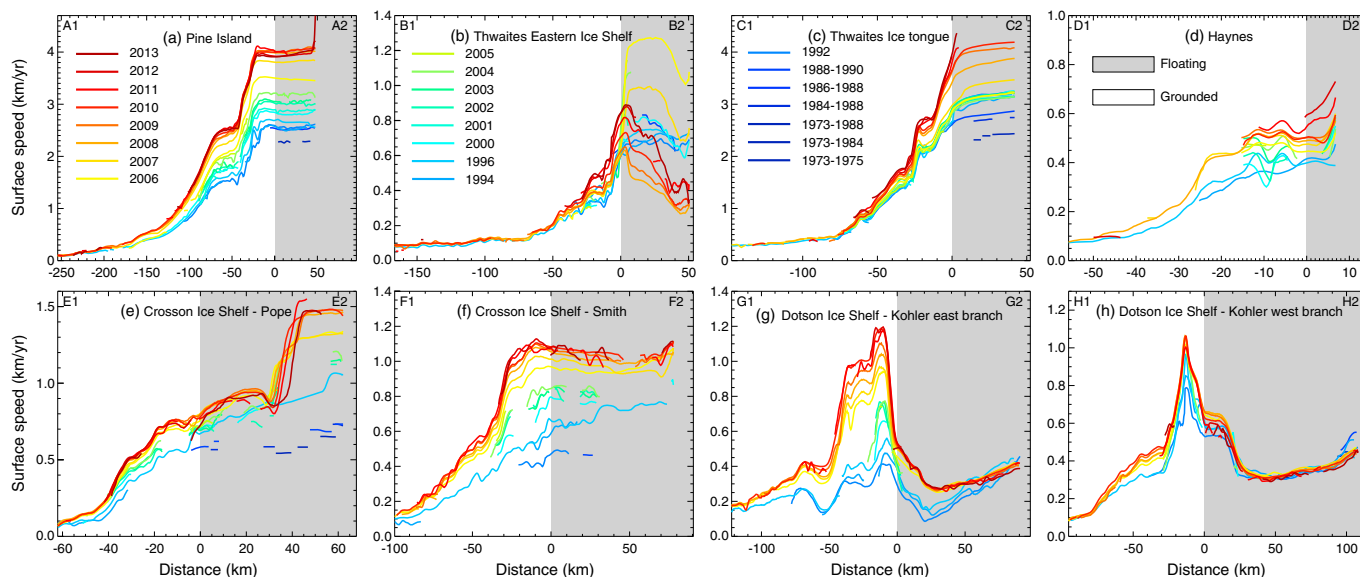 A1 A2
(a) Pine Island
2013
2012
2011
2010
2009
2008
2007
2006
Surface speed (km/yr)
0 1 2 3 4
-250 -200 -150 -100 -50 0 50
B1 B2
(b) Thwaites Eastern Ice Shelf
2005
2004
2003
2002
2001
2000
1996
1994
0.0 0.2 0.4 0.6 0.8 1.0 1.2 1.4
-150 -100 -50 0 50
C1 C2
(c) Thwaites Ice tongue
1992
1988-1990
1986-1988
1984-1988
1973-1988
1973-1984
1973-1975
0 1 2 3 4
-100 -50 0 50
D1 D2
(d) Haynes
Floating
Grounded
0.0 0.2 0.4 0.6 0.8 1.0
-50 -40 -30 -20 -10 0 10
E1 E2
(e) Crosson Ice Shelf - Pope
Surface speed (km/yr)
0.0 0.5 1.0 1.5
-60 -40 -20 0 20 40 60
Distance (km)
F1 F2
(f) Crosson Ice Shelf - Smith
0.0 0.2 0.4 0.6 0.8 1.0 1.2 1.4
-100 -50 0 50
Distance (km)
G1 G2
(g) Dotson Ice Shelf - Kohler east branch
0.0 0.2 0.4 0.6 0.8 1.0 1.2 1.4
-100 -50 0 50
Distance (km)
H1 H2
(h) Dotson Ice Shelf - Kohler west branch
0.0 0.2 0.4 0.6 0.8 1.0 1.2 1.4
-50 0 50 100
Distance (km)